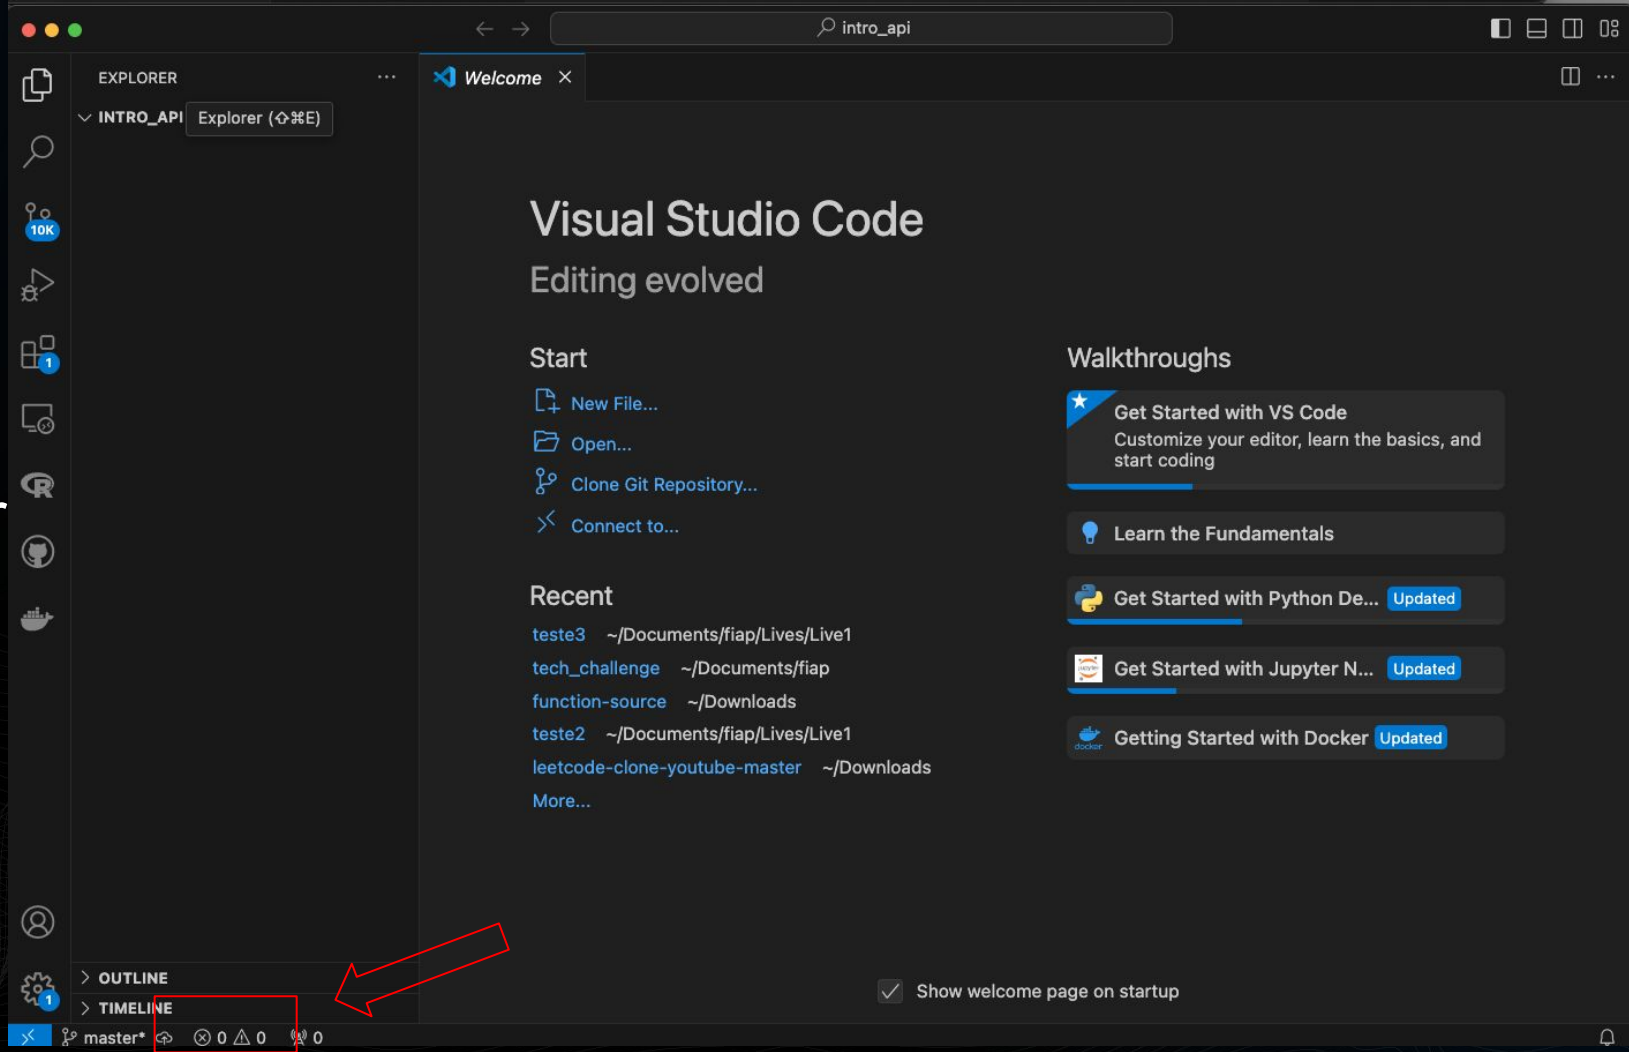 intro_api
EXPLORER
Welcome
INTRO_API
Explorer (⇧⌘E)
10K
1
1
Visual Studio Code
Editing evolved
Start
New File...
Open...
Clone Git Repository...
Connect to...
Recent
teste3 ~/Documents/fiap/Lives/Live1
tech_challenge ~/Documents/fiap
function-source ~/Downloads
teste2 ~/Documents/fiap/Lives/Live1
leetcode-clone-youtube-master ~/Downloads
More...
Walkthroughs
Get Started with VS Code
Customize your editor, learn the basics, and
start coding
Learn the Fundamentals
Get Started with Python De... Updated
Get Started with Jupyter N... Updated
Getting Started with Docker Updated
docker
Show welcome page on startup
OUTLINE
TIMELINE
master* 0 0 0